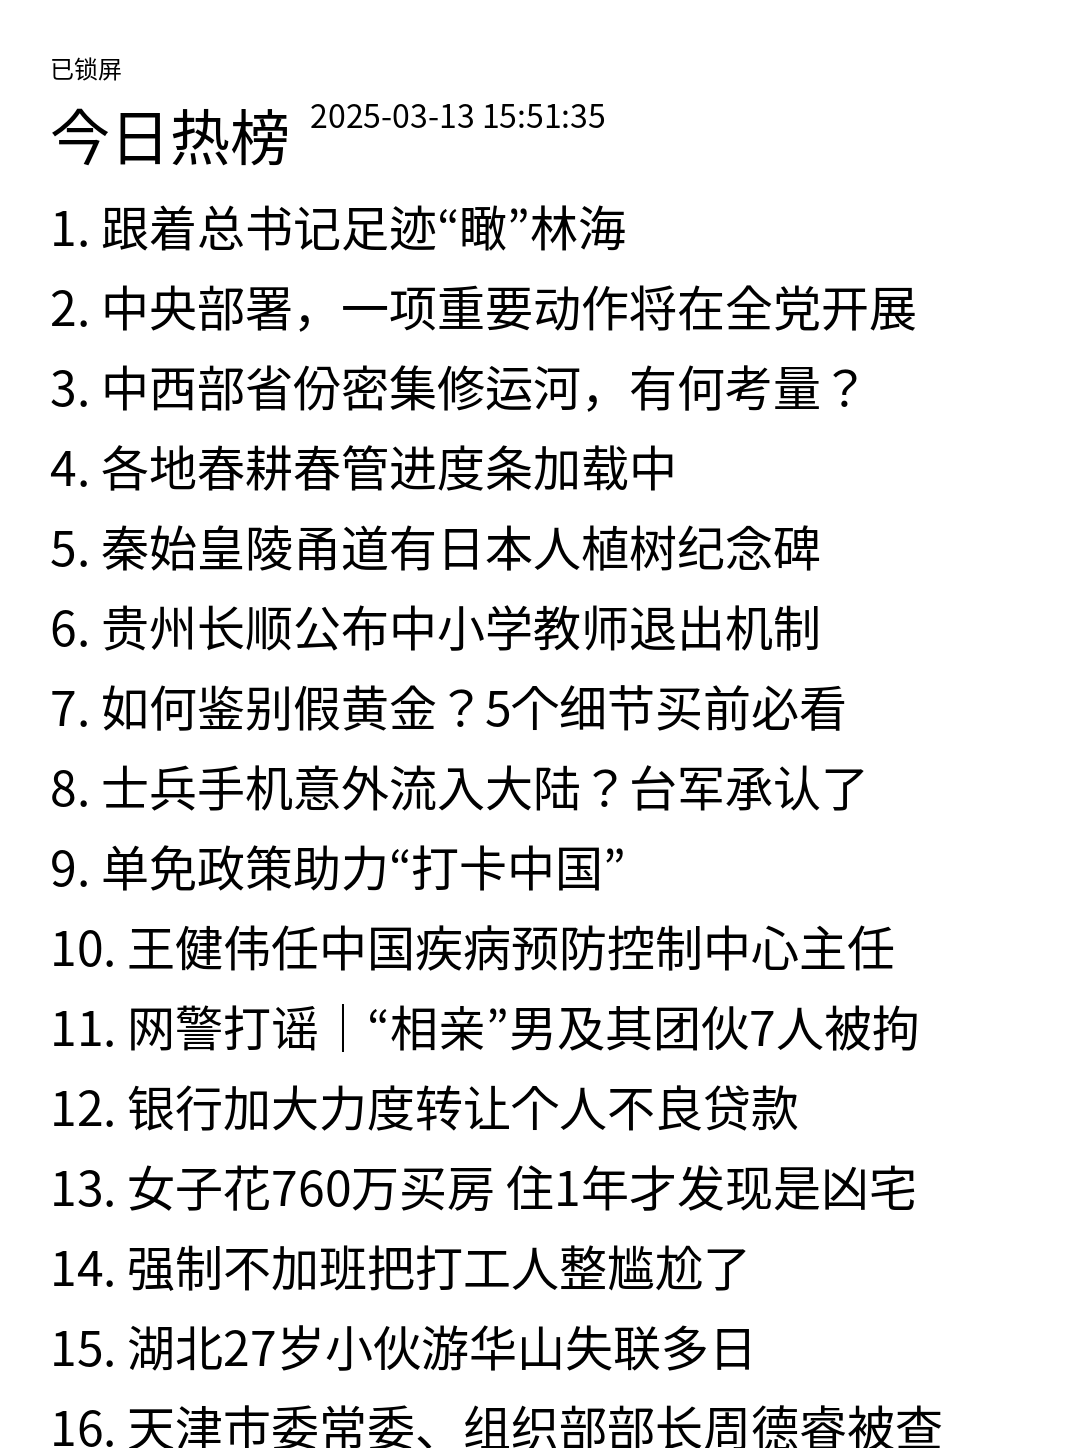 已锁屏
今日热榜 2025-03-13 15:51:35
1. 跟着总书记足迹“瞰”林海
2. 中央部署，一项重要动作将在全党开展
3. 中西部省份密集修运河，有何考量？
4. 各地春耕春管进度条加载中
5. 秦始皇陵甬道有日本人植树纪念碑
6. 贵州长顺公布中小学教师退出机制
7. 如何鉴别假黄金？5个细节买前必看
8. 士兵手机意外流入大陆？台军承认了
9. 单免政策助力“打卡中国”
10. 王健伟任中国疾病预防控制中心主任
11. 网警打谣｜“相亲”男及其团伙7人被拘
12. 银行加大力度转让个人不良贷款
13. 女子花760万买房 住1年才发现是凶宅
14. 强制不加班把打工人整尴尬了
15. 湖北27岁小伙游华山失联多日
16. 天津市委常委、组织部部长周德睿被查